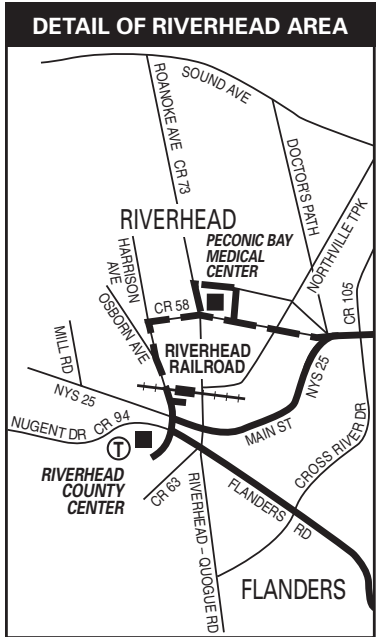 DETAIL OF RIVERHEAD AREA
SOUND AVE
ROANOKE AVE CR 73
DOCTOR'S PATH
NORTHVILLE TPK
RIVERHEAD
HARRISON
AVE
PECONIC BAY
MEDICAL
CENTER
CR 105
OSBORN AVE
CR 58
MILL RD
RIVERHEAD
RAILROAD
NYS 25
NYS 25
NUGENT DR CR 94
MAIN ST
CROSS RIVER DR
T
RIVERHEAD
COUNTY
CENTER
CR 63
RIVERHEAD – QUOGUE RD
FLANDERS RD
FLANDERS